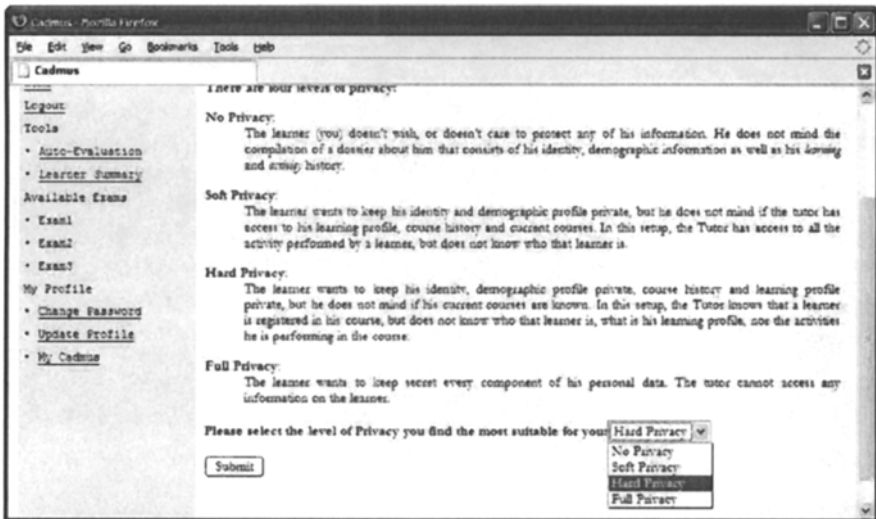 Cadmus - Mozilla Firefox
File Edit View Go Bookmarks Tools Help
Cadmus
Logout
Tools
• Auto-Evaluation
• Learner Summary
Available Exams
• Exam1
• Exam2
• Exam3
My Profile
• Change Password
• Update Profile
• My Cadmus
There are four levels of privacy:
No Privacy:
The learner (you) doesn't wish, or doesn't care to protect any of his information. He does not mind the
compilation of a dossier about him that consists of his identity, demographic information as well as his
and history.
Soft Privacy:
The learner wants to keep his identity and demographic profile private, but he does not mind if the tutor has
access to his learning profile, course history and current courses. In this setup, the Tutor has access to all the
activity performed by a learner, but does not know who that learner is.
Hard Privacy:
The learner wants to keep his identity, demographic profile private, course history and learning profile
private, but he does not mind if his current courses are known. In this setup, the Tutor knows that a learner
is registered in his course, but does not know who that learner is, what is his learning profile, nor the activities
he is performing in the course.
Full Privacy:
The learner wants to keep secret every component of his personal data. The tutor cannot access any
information on the learner.
Please select the level of Privacy you find the most suitable for your Hard Privacy
No Privacy
Soft Privacy
Hard Privacy
Full Privacy
Submit